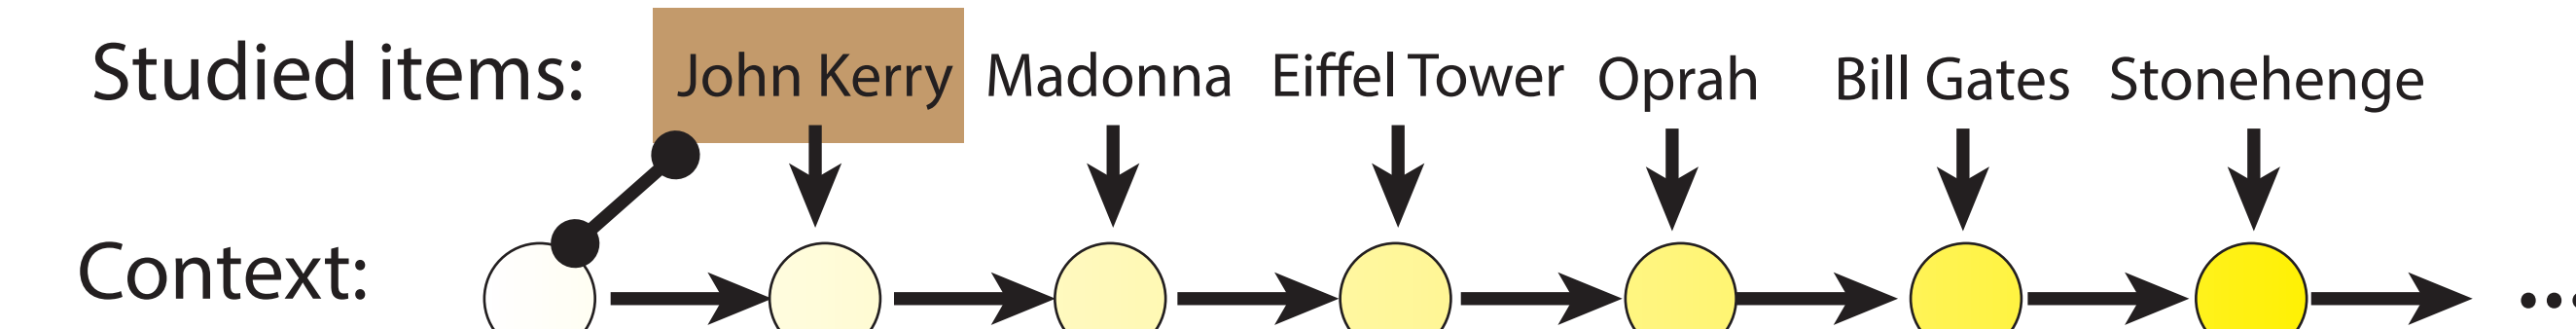 Studied items: John Kerry Madonna Eiffel Tower Oprah Bill Gates Stonehenge
Context: ...